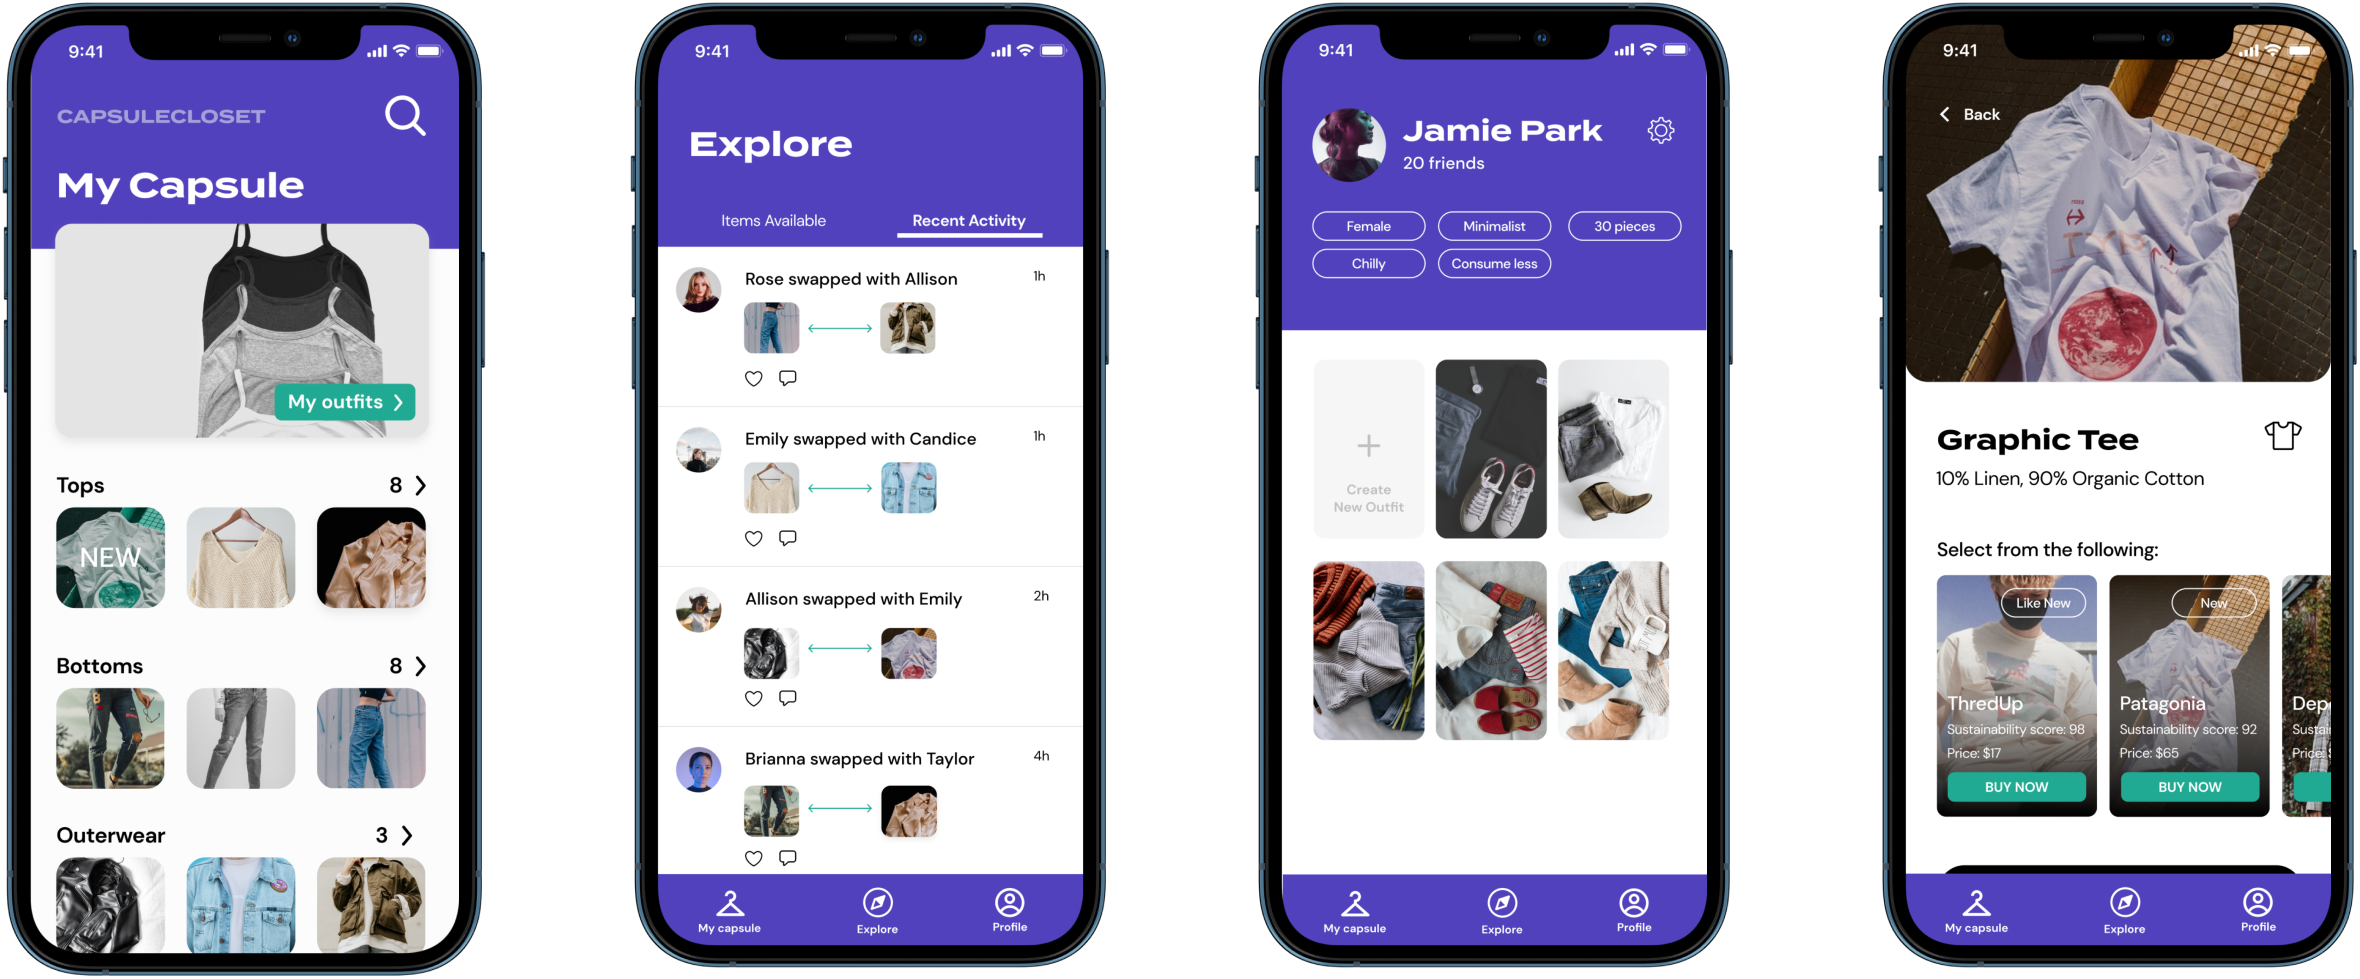 9:41
CAPSULECLOSET
My Capsule
My outfits
Tops
8
NEW
Bottoms
8
Outerwear
3
9:41
Explore
Items Available
Recent Activity
Rose swapped with Allison
1h
Emily swapped with Candice
1h
Allison swapped with Emily
2h
Brianna swapped with Taylor
4h
My capsule
Explore
Profile
9:41
Jamie Park
20 friends
Female
Minimalist
30 pieces
Chilly
Consume less
Create
New Outfit
My capsule
Explore
Profile
9:41
Back
Graphic Tee
10% Linen, 90% Organic Cotton
Select from the following:
Like New
ThredUp
Sustainability score: 98
Price: $17
BUY NOW
New
Patagonia
Sustainability score: 92
Price: $65
BUY NOW
Price:
My capsule
Explore
Profile